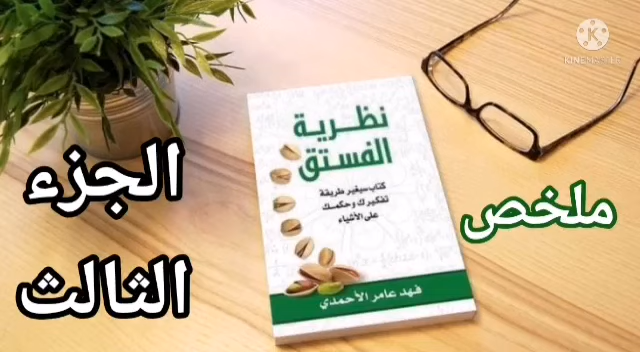 نظرية
الفستق
كتاب سيغير طريقة
تفكيرك وحكمك
على الأشياء
فهد عامر الأحمدي
الجزء
الثالث
ملخص
K